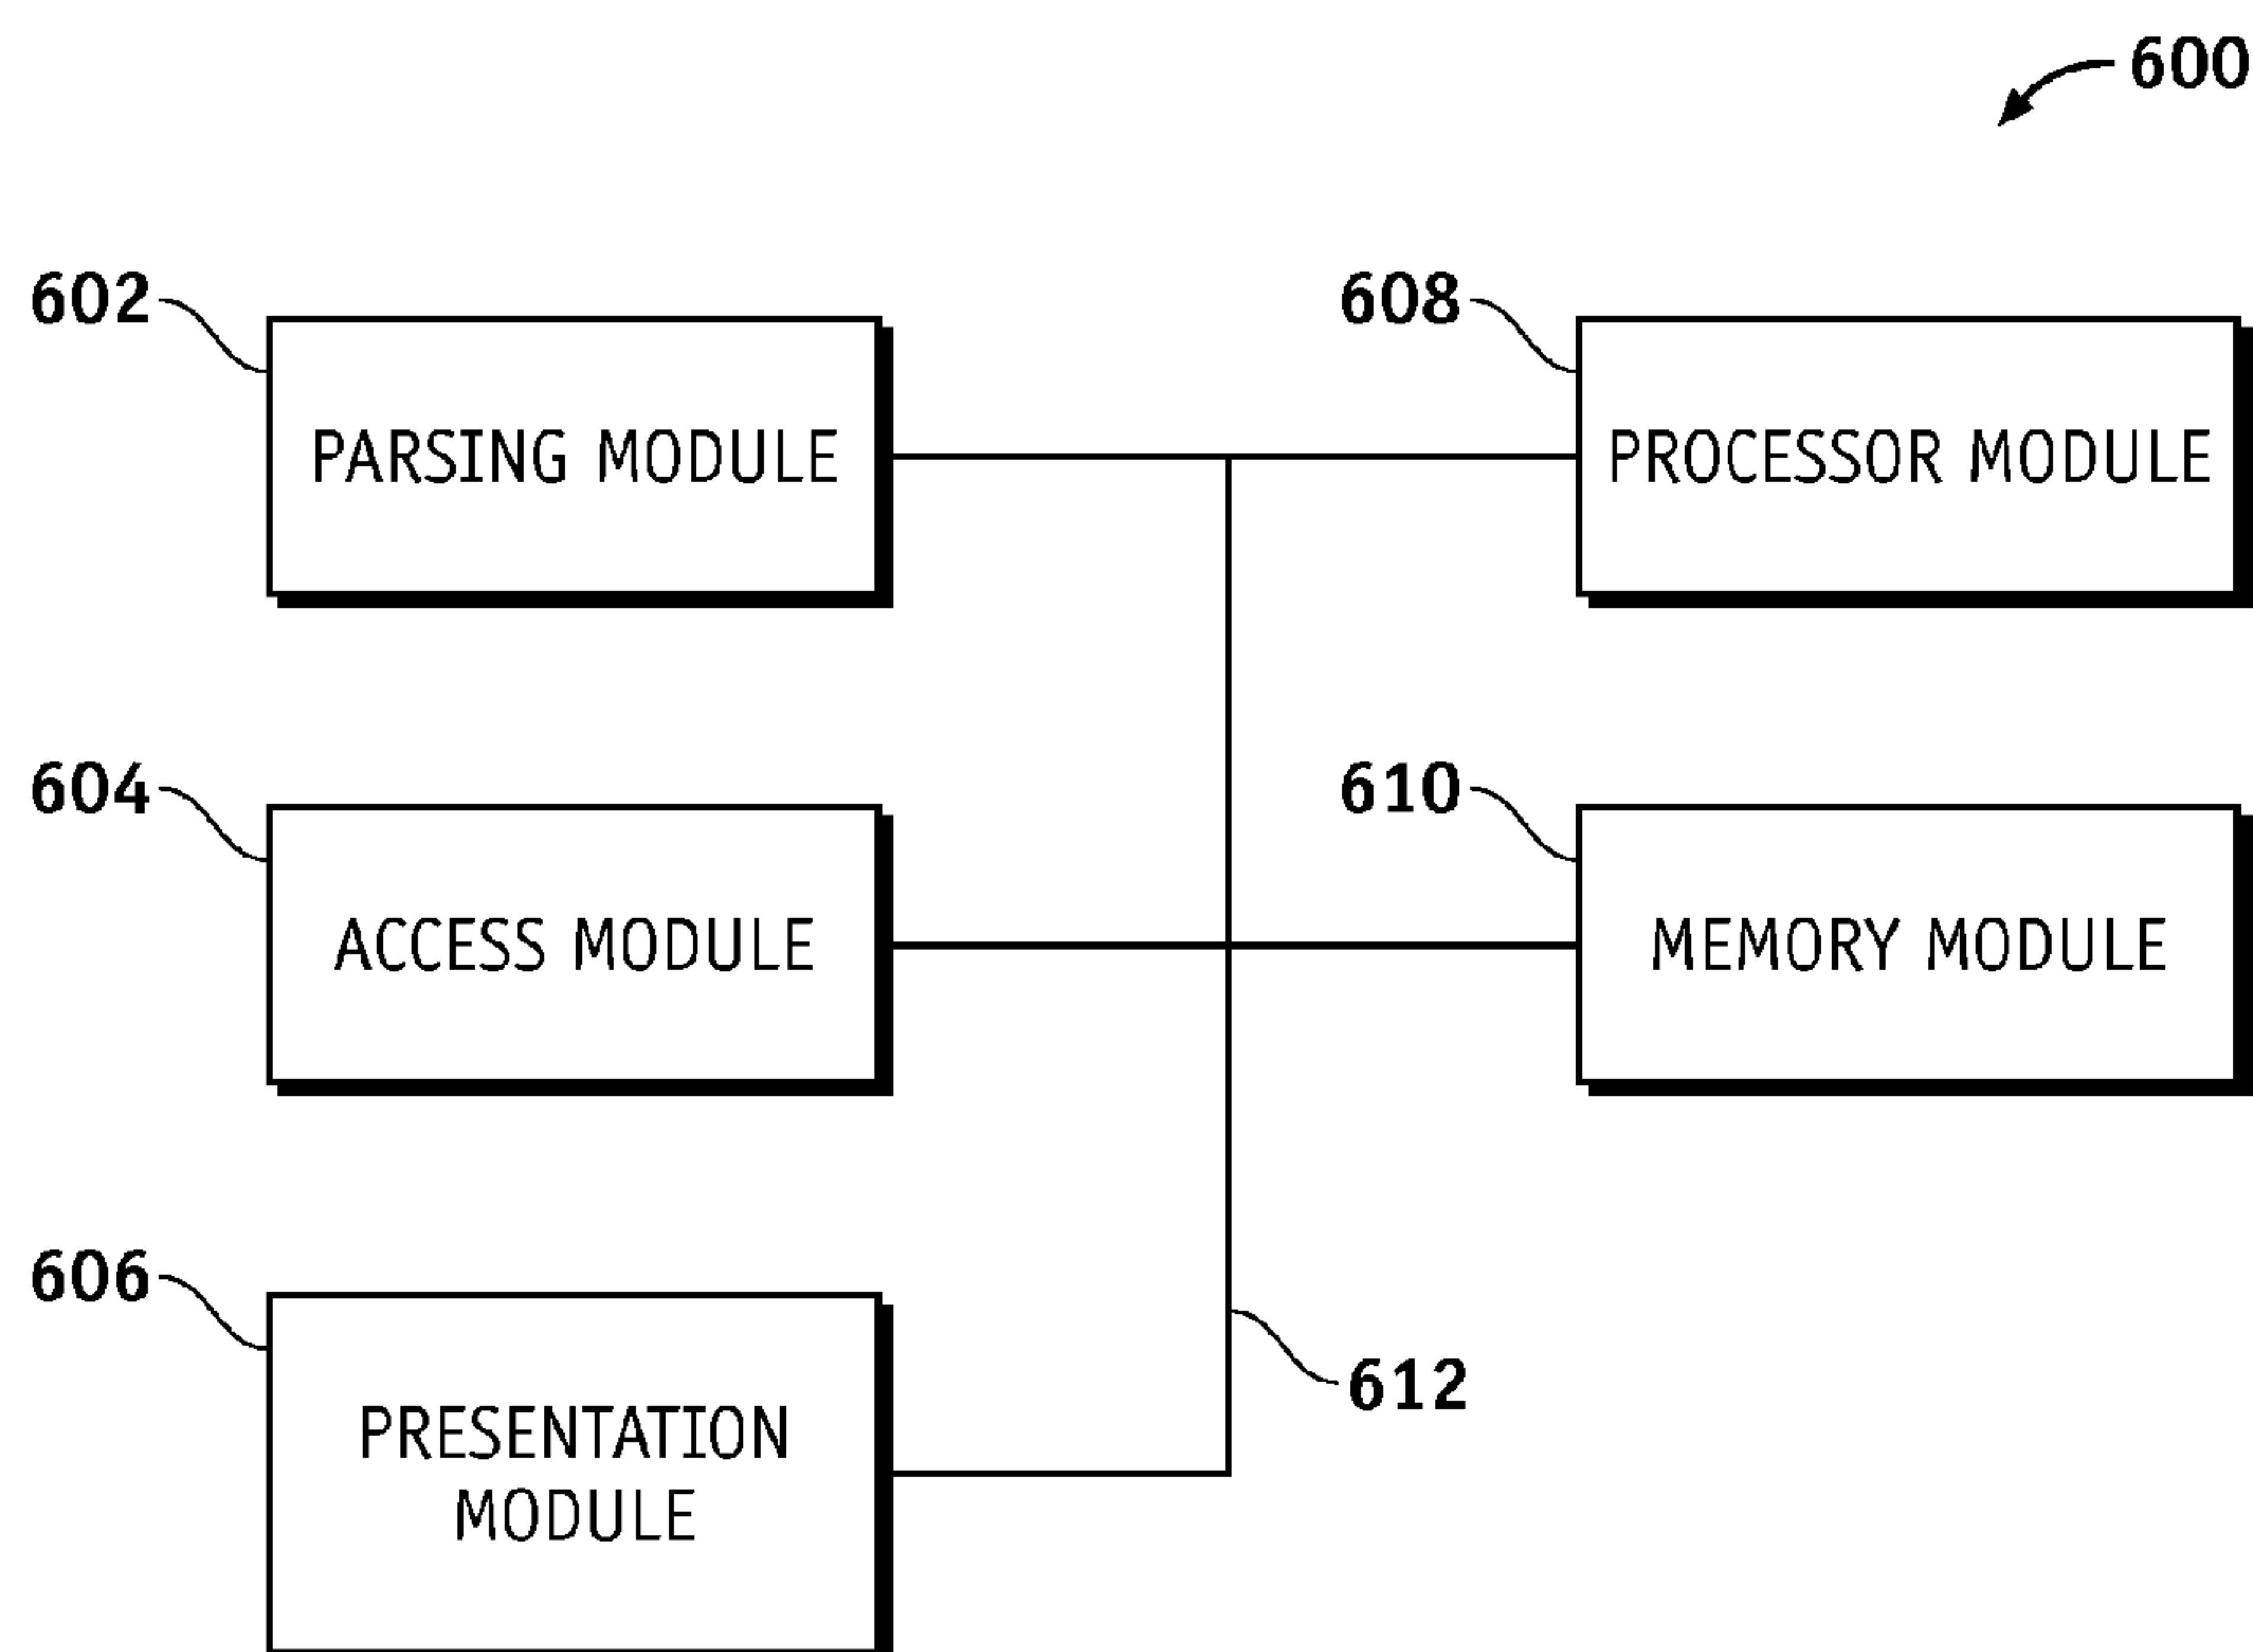 600
602
608
PARSING MODULE
PROCESSOR MODULE
604
610
ACCESS MODULE
MEMORY MODULE
606
612
PRESENTATION
MODULE